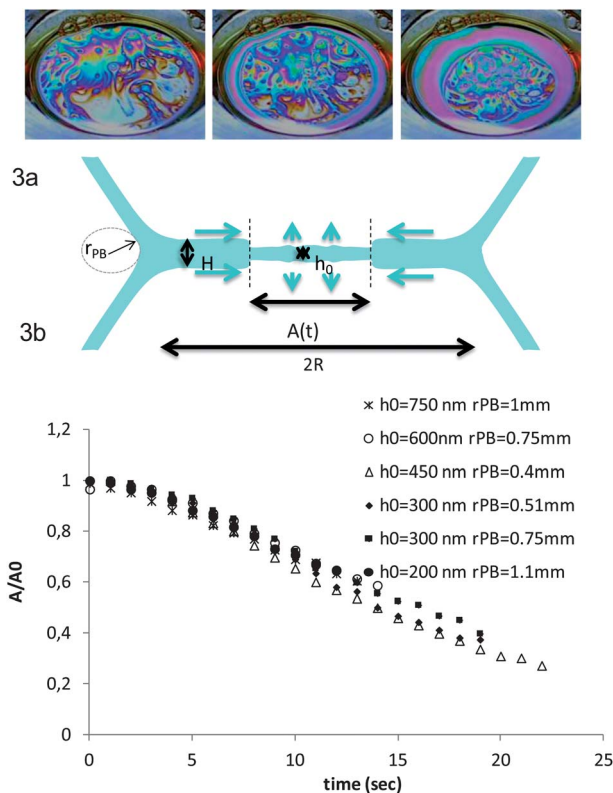 3a
r_PB
H
h_0
A(t)
3b
2R
h0=750 nm rPB=1mm
h0=600nm rPB=0.75mm
h0=450 nm rPB=0.4mm
h0=300 nm rPB=0.51mm
h0=300 nm rPB=0.75mm
h0=200 nm rPB=1.1mm
1,2
1
0,8
0,6
0,4
0,2
0
A/A0
0 5 10 15 20 25
time (sec)